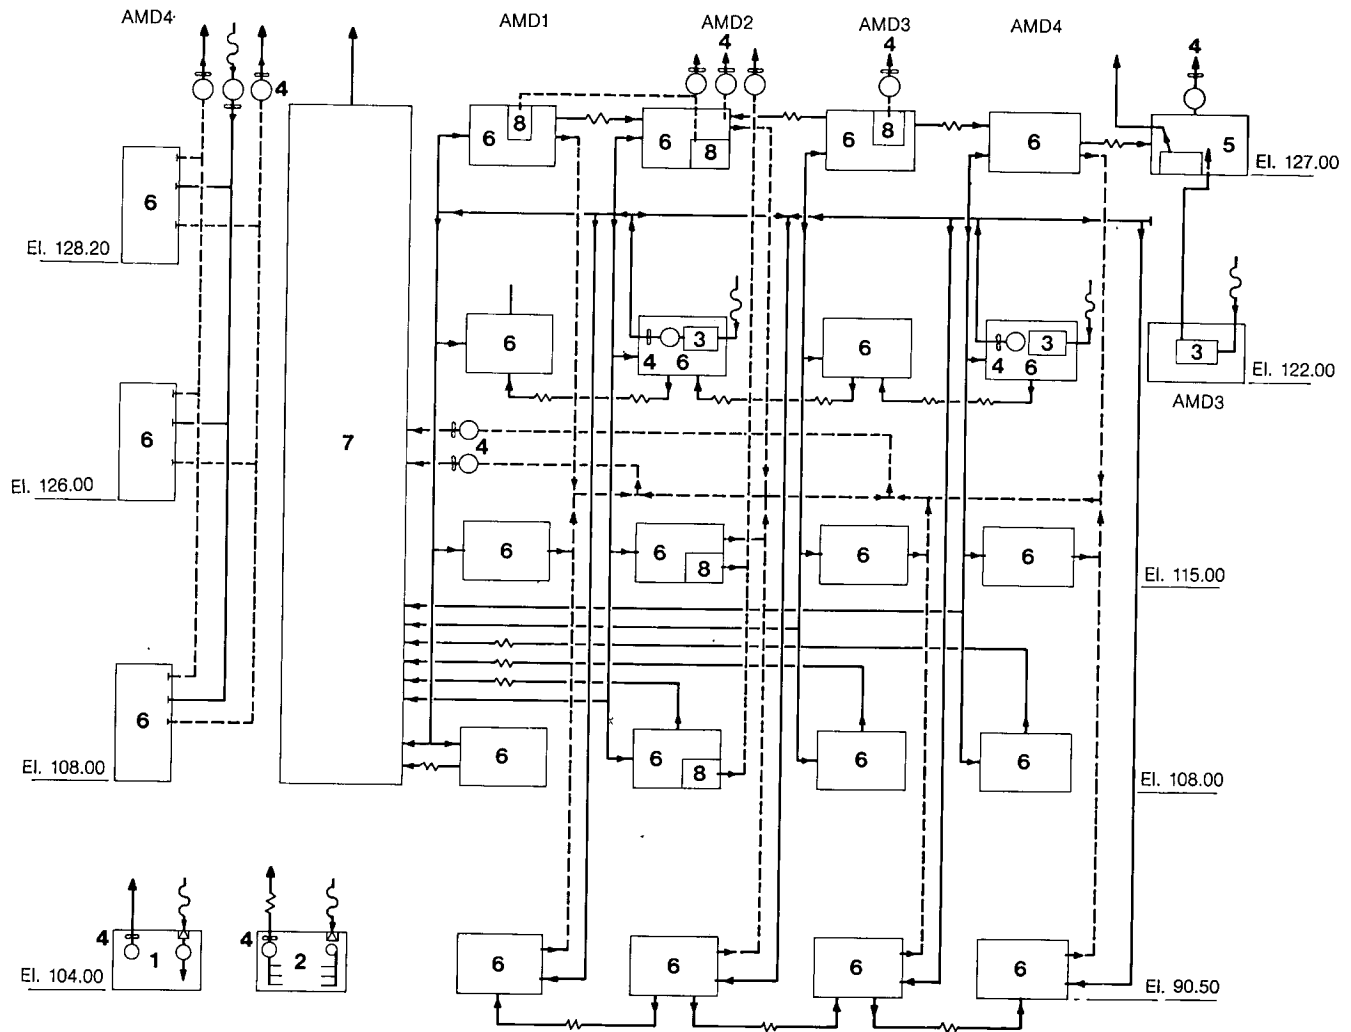 AMD4 AMD1 AMD2 AMD3 AMD4
4 4 4
4
8 8
6 6 6 6 5
8
El. 127.00
6
El. 128.20
6 3 6 3 3
4 6 4 6
El. 122.00
AMD3
6 7 4
4
El. 126.00
6 6 6 6
8
El. 115.00
6
6 6 6 6
8
El. 108.00 El. 108.00
4 1 4 2
El. 104.00
6 6 6 6
El. 90.50